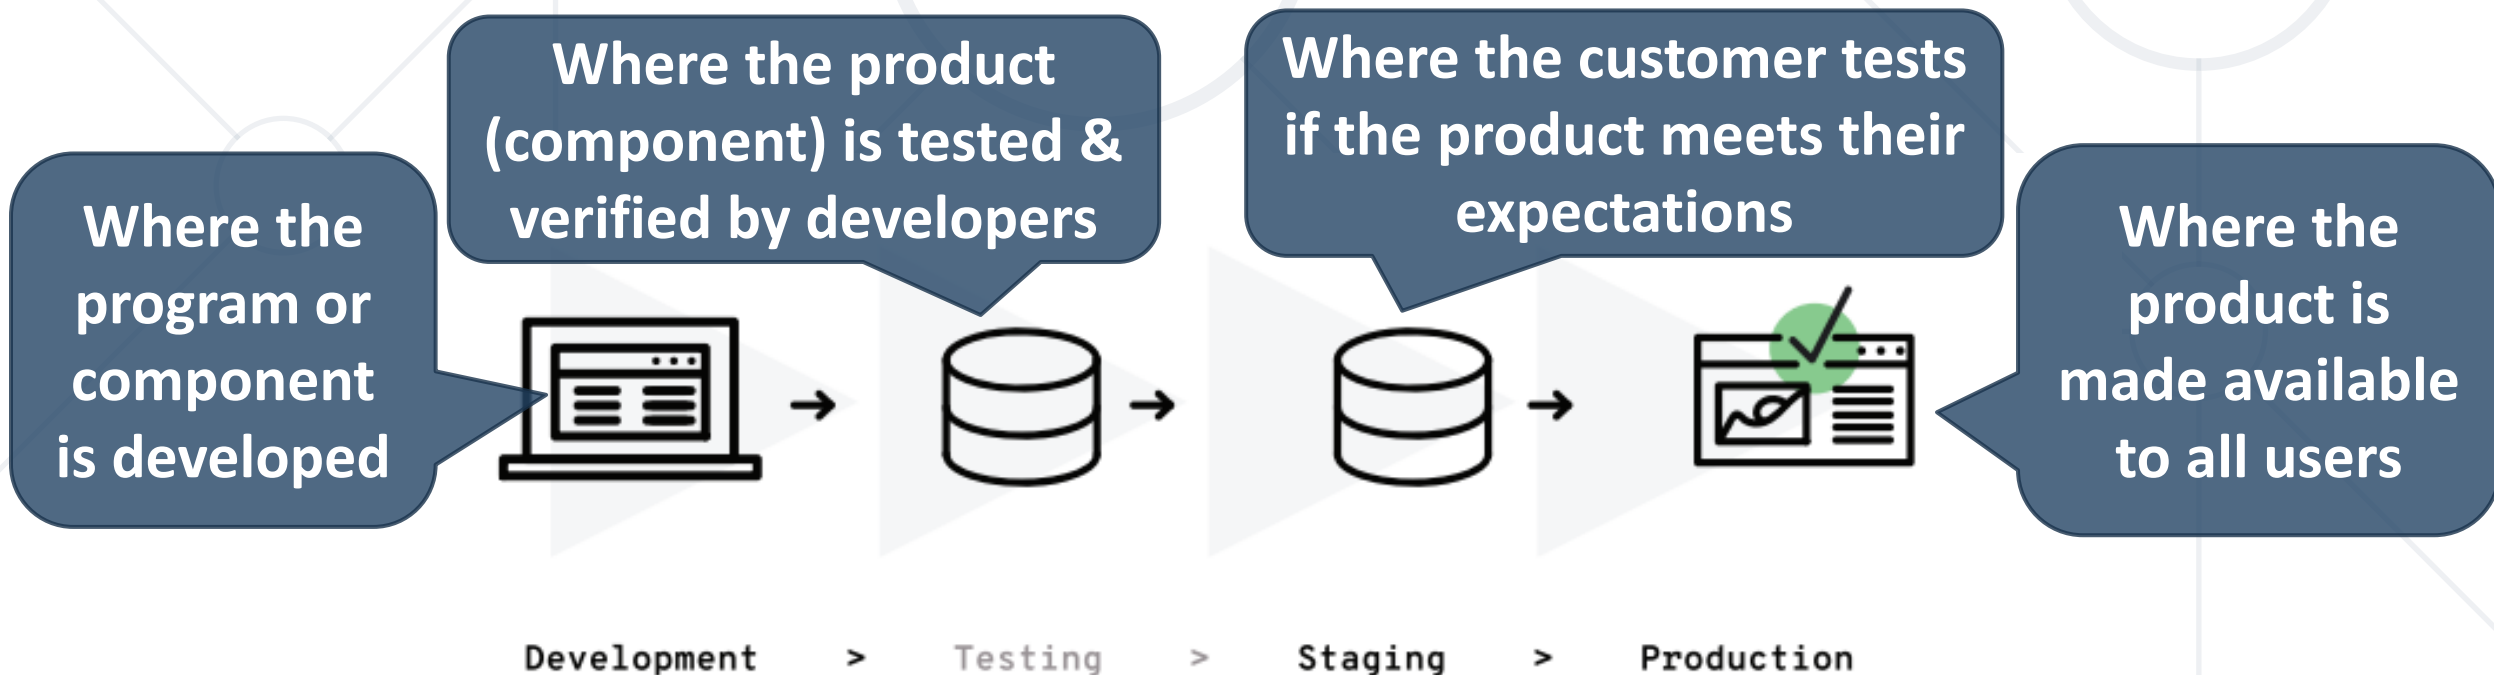 Where the
program or
component
is developed
Where the product
(component) is tested &
verified by developers
Where the customer tests
if the product meets their
expectations
Where the
product is
made available
to all users
Development > Testing > Staging > Production